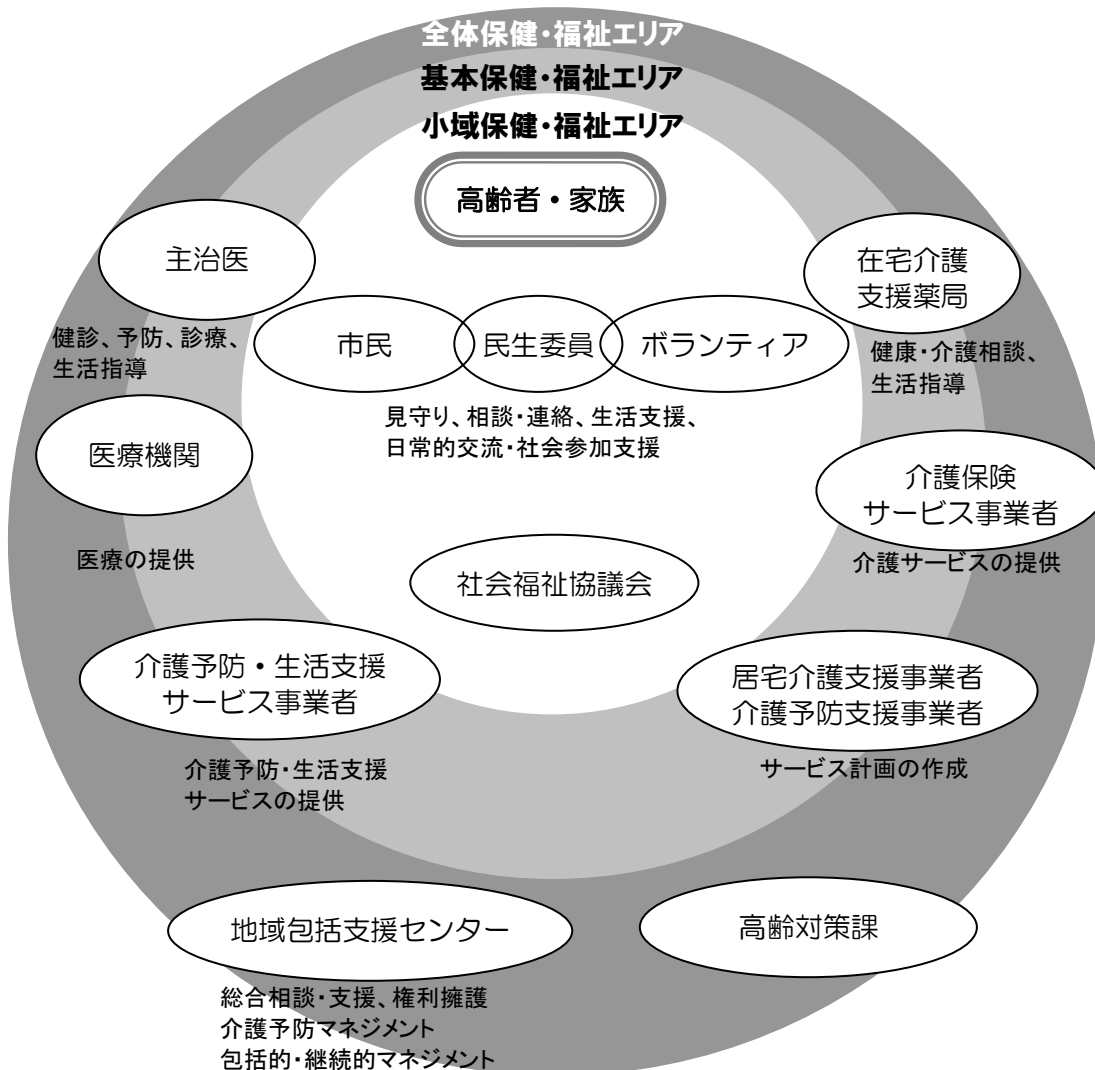 全体保健・福祉エリア
基本保健・福祉エリア
小域保健・福祉エリア
高齢者・家族
主治医
健診、予防、診療、
生活指導
在宅介護
支援薬局
健康・介護相談、
生活指導
市民
民生委員
ボランティア
見守り、相談・連絡、生活支援、
日常的交流・社会参加支援
医療機関
医療の提供
介護保険
サービス事業者
介護サービスの提供
社会福祉協議会
介護予防・生活支援
サービス事業者
介護予防・生活支援
サービスの提供
居宅介護支援事業者
介護予防支援事業者
サービス計画の作成
地域包括支援センター
総合相談・支援、権利擁護
介護予防マネジメント
包括的・継続的マネジメント
高齢対策課